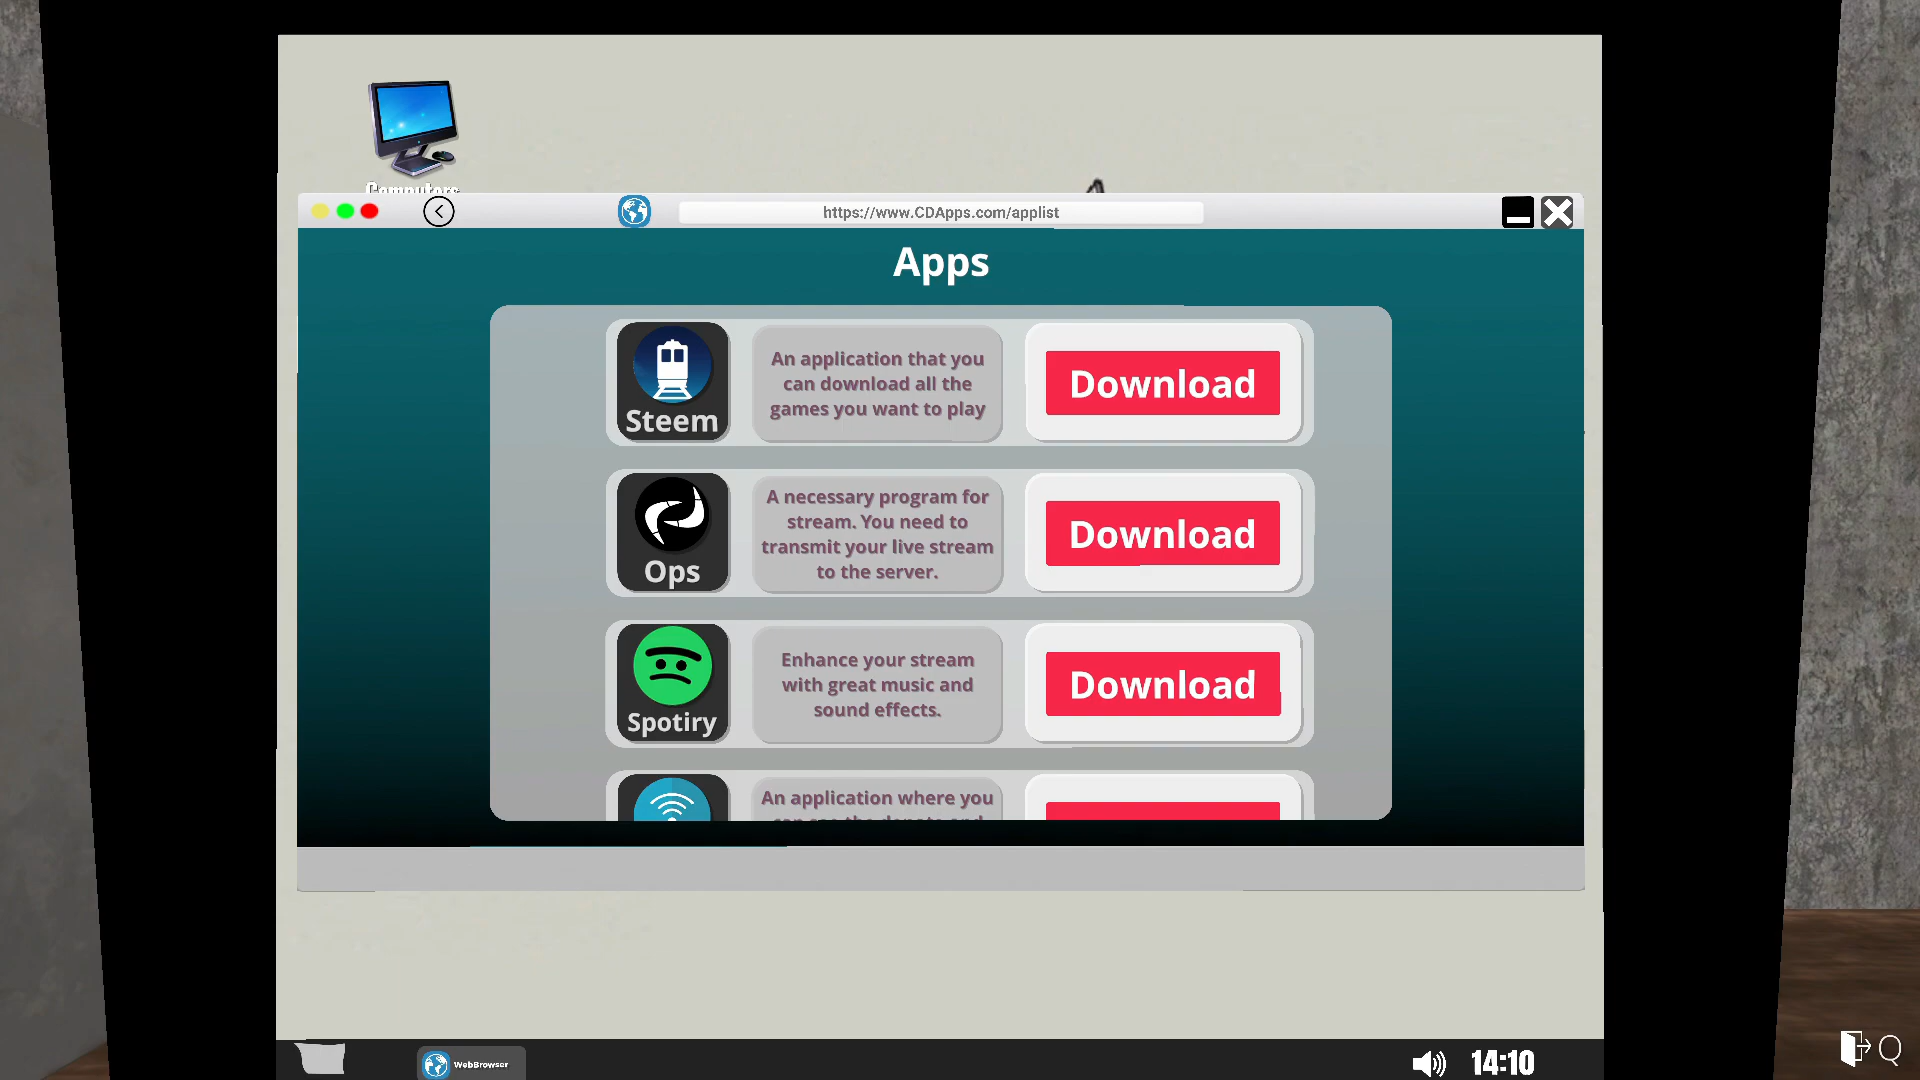 Computers
https://www.CDApps.com/applist
Apps
Steem
An application that you
can download all the
games you want to play
Download
Ops
A necessary program for
stream. You need to
transmit your live stream
to the server.
Download
Spotiry
Enhance your stream
with great music and
sound effects.
Download
An application where you
WebBrowser
14:10
Q